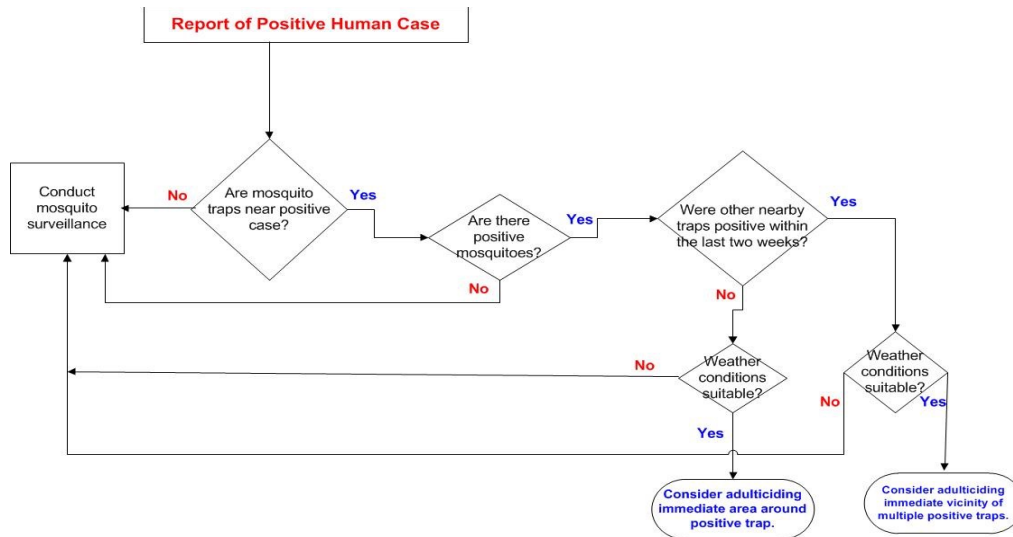 Report of Positive Human Case
Conduct
mosquito
surveillance
No
Are mosquito
traps near positive
case?
Yes
Are there
positive
mosquitoes?
Yes
No
Were other nearby
traps positive within
the last two weeks?
Yes
No
Weather
conditions
suitable?
No
Yes
Weather
conditions
suitable?
No
Yes
Consider adulticiding
immediate area around
positive trap.
Consider adulticiding
immediate vicinity of
multiple positive traps.